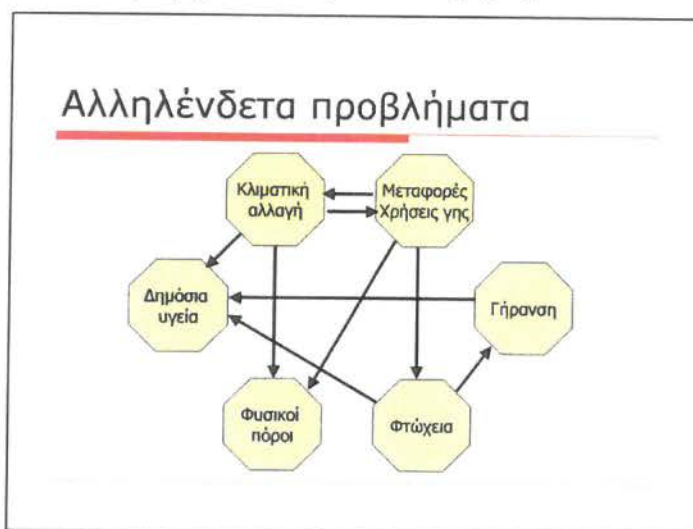 Αλληλένδετα προβλήματα
Κλιματική
αλλαγή
Μεταφορές
Χρήσεις γης
Δημόσια
υγεία
Γήρανση
Φυσικοί
πόροι
Φτώχεια